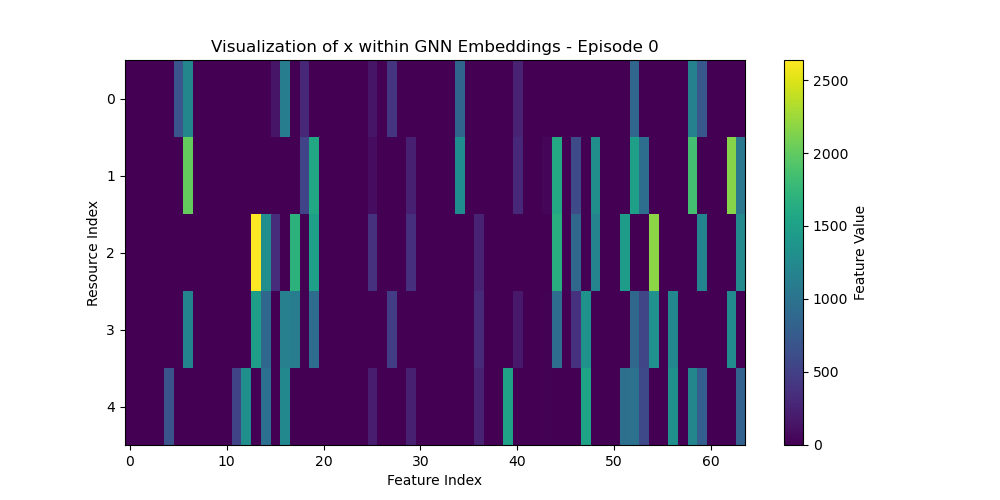 Visualization of x within GNN Embeddings - Episode 0
Resource Index
0
1
2
3
4
0 10 20 30 40 50 60
Feature Index
2500
2000
1500
1000
500
0
Feature Value